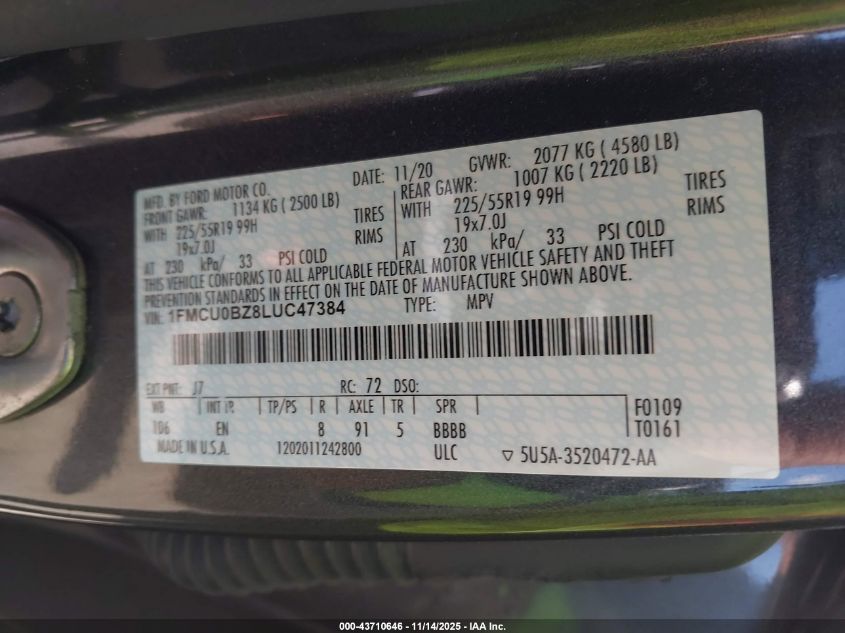 MFD. BY FORD MOTOR CO. DATE: 11/20 GVWR: 2077 KG ( 4580 LB)
FRONT GAWR: 1134 KG ( 2500 LB) REAR GAWR: 1007 KG ( 2220 LB)
WITH 225/55R19 99H TIRES WITH 225/55R19 99H TIRES
19x7.0J RIMS 19x7.0J RIMS
AT 230 kPa/ 33 PSI COLD AT 230 kPa/ 33 PSI COLD
THIS VEHICLE CONFORMS TO ALL APPLICABLE FEDERAL MOTOR VEHICLE SAFETY AND THEFT
PREVENTION STANDARDS IN EFFECT ON THE DATE OF MANUFACTURE SHOWN ABOVE.
VIN: 1FMCU0BZ8LUC47384 TYPE: MPV
EXT PNT: J7 RC: 72 DSO:
WB INT TR TP/PS R AXLE TR SPR F0109
106 EN 8 91 5 BBBB T0161
MADE IN U.S.A. 1202011242800 ULC ▽ 5U5A-3520472-AA
000-43710646 - 11/14/2025 - IAA Inc.